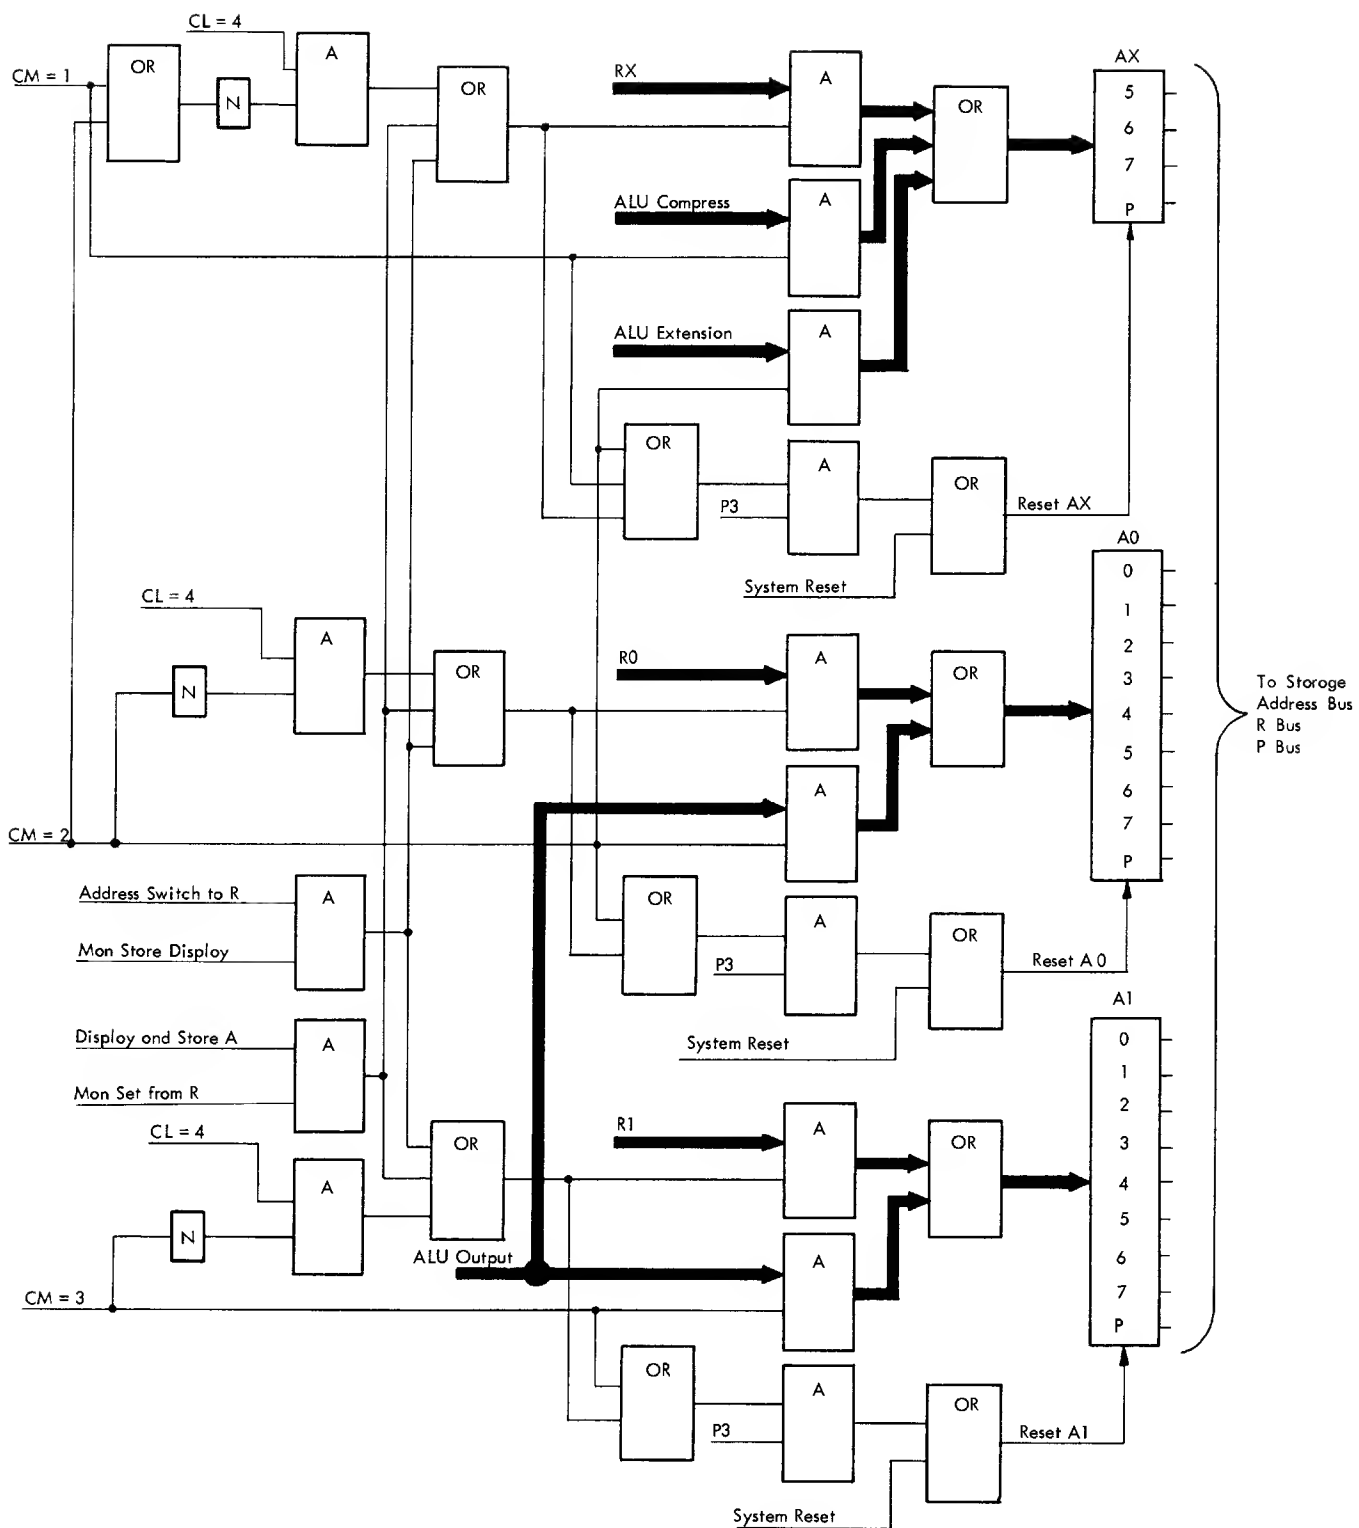 CL = 4
A
OR
CM = 1
N
OR
RX
A
OR
AX
5
6
7
P
ALU Compress
A
ALU Extension
A
OR
A
P3
OR
Reset AX
System Reset
A0
0
1
2
3
4
5
6
7
P
CL = 4
A
N
OR
R0
A
OR
To Storoge
Address Bus
R Bus
P Bus
A
CM = 2
Address Switch to R
A
Mon Store Disploy
OR
A
P3
OR
Reset A 0
System Reset
A1
0
1
2
3
4
5
6
7
P
Disploy ond Store A
A
Mon Set from R
CL = 4
A
N
OR
R1
A
OR
ALU Output
A
CM = 3
OR
A
P3
OR
Reset A1
System Reset